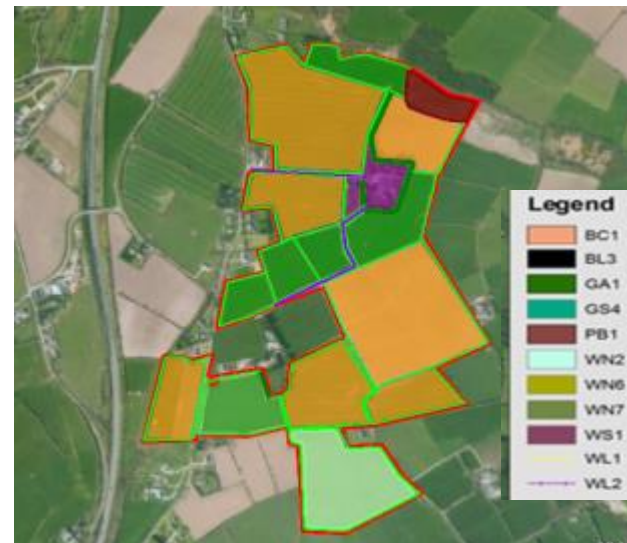 Legend
BC1
BL3
GA1
GS4
PB1
WN2
WN6
WN7
WS1
WL1
WL2